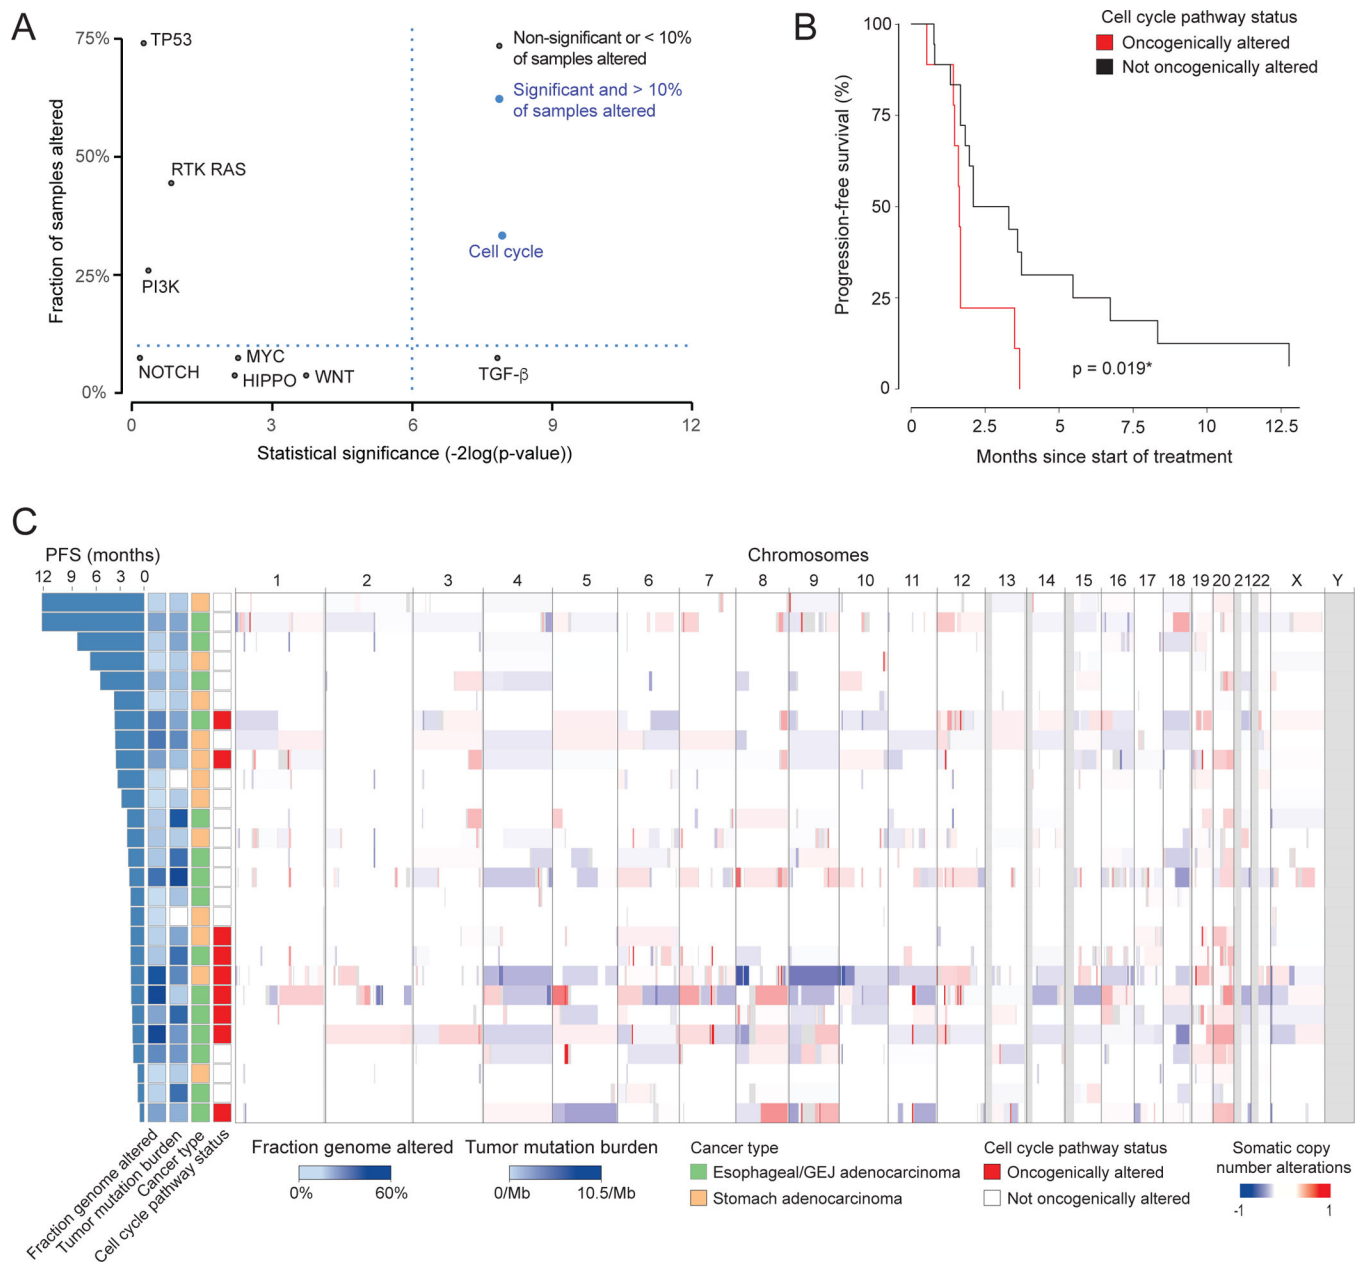 A
75%
50%
25%
0%
Fraction of samples altered
TP53
RTK RAS
PI3K
NOTCH
MYC
HIPPO
WNT
TGF-β
Cell cycle
Non-significant or < 10%
of samples altered
Significant and > 10%
of samples altered
0 3 6 9 12
Statistical significance (-2log(p-value))
B
Cell cycle pathway status
Oncogenically altered
Not oncogenically altered
100
75
50
25
0
Progression-free survival (%)
p = 0.019*
0 2.5 5 7.5 10 12.5
Months since start of treatment
C
PFS (months)
12 9 6 3 0
Chromosomes
1 2 3 4 5 6 7 8 9 10 11 12 13 14 15 16 17 18 19 20 21 22 X Y
Fraction genome altered
Tumor mutation burden
Cancer type
Cell cycle pathway status
Fraction genome altered
0% 60%
Tumor mutation burden
0/Mb 10.5/Mb
Cancer type
Esophageal/GEJ adenocarcinoma
Stomach adenocarcinoma
Cell cycle pathway status
Oncogenically altered
Not oncogenically altered
Somatic copy
number alterations
-1 1